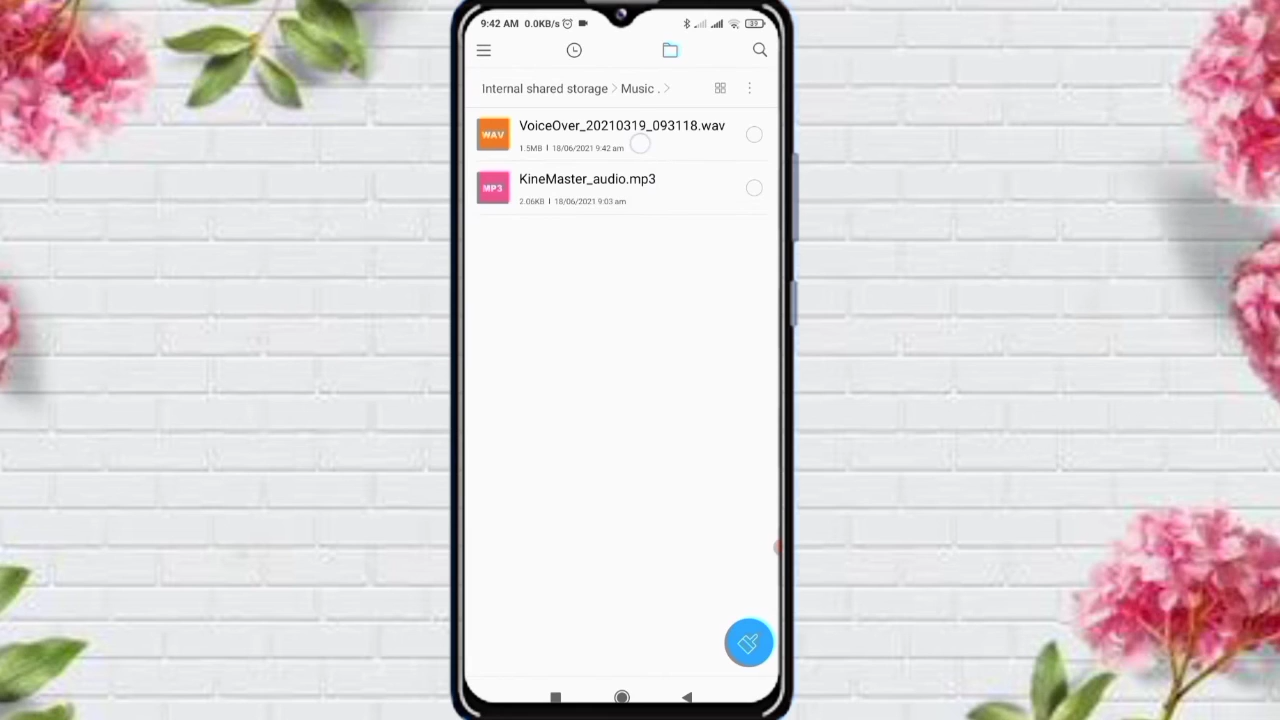 9:42 AM 0.0KB/s
39
Internal shared storage > Music . >
WAV
VoiceOver_20210319_093118.wav
1.5MB | 18/06/2021 9:42 am
MP3
KineMaster_audio.mp3
2.06KB | 18/06/2021 9:03 am